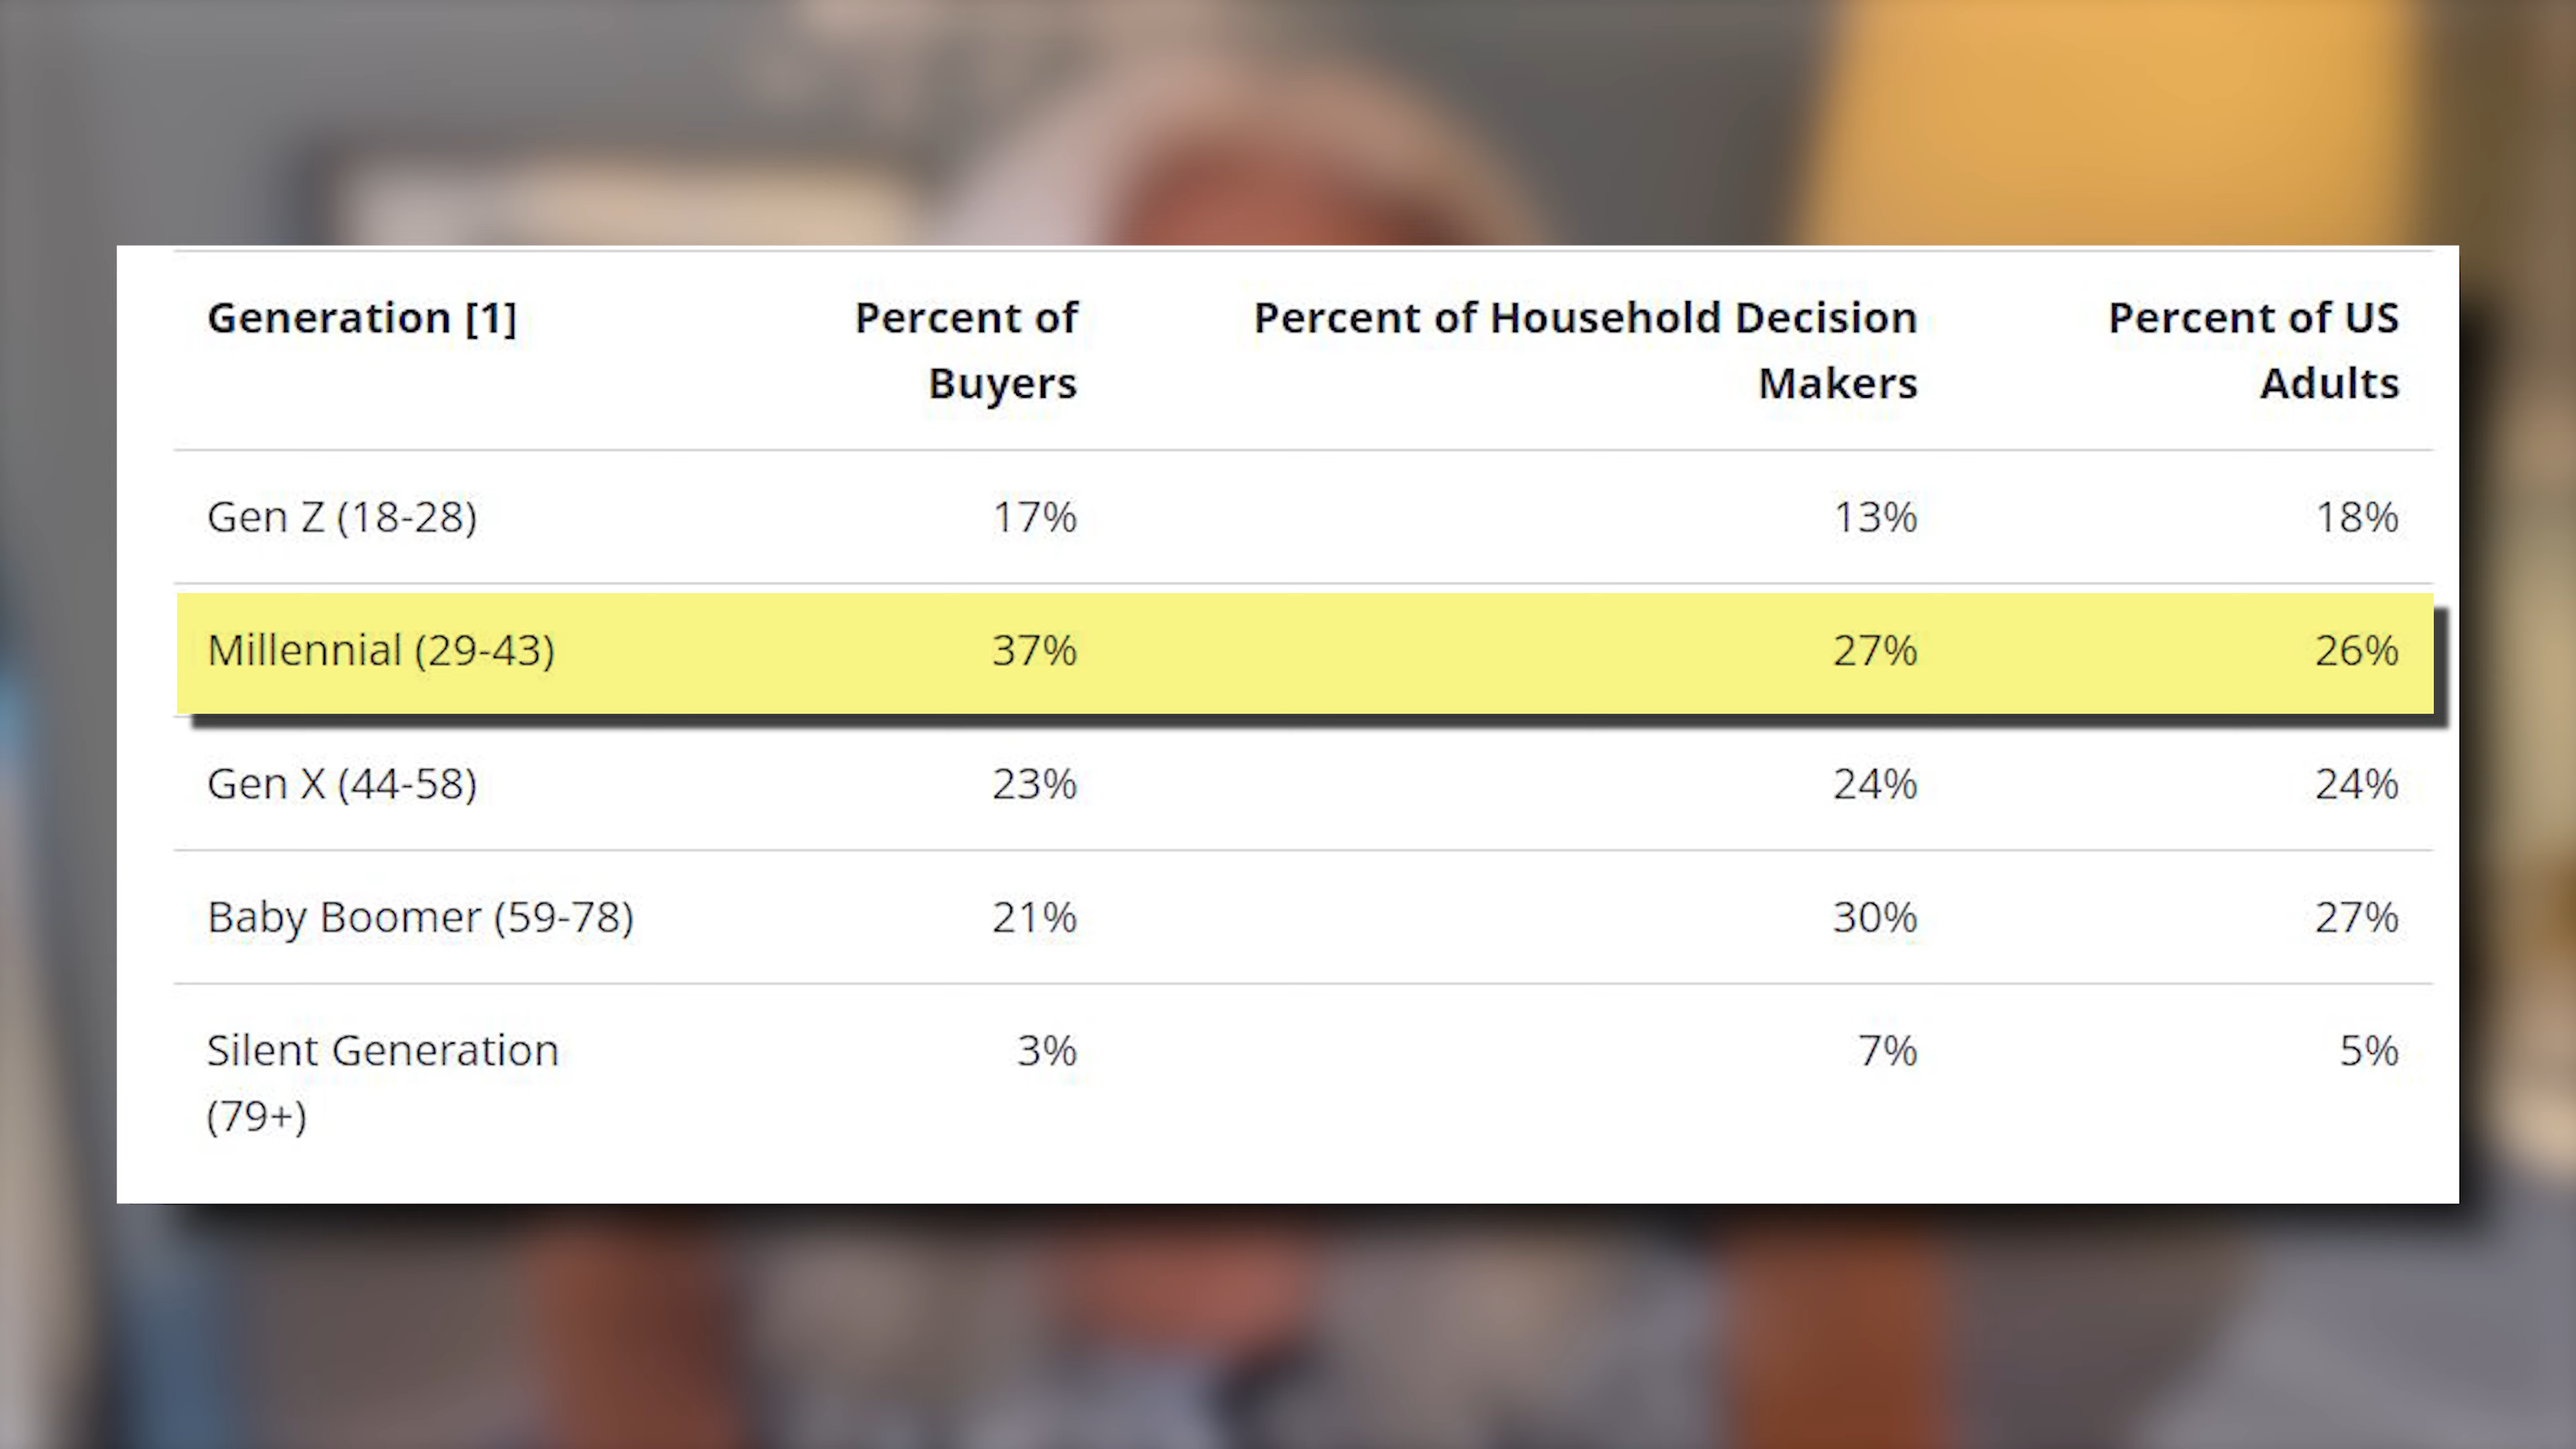 Generation [1] Percent of Percent of Household Decision Percent of US
Buyers Makers Adults
Gen Z (18-28) 17% 13% 18%
Millennial (29-43) 37% 27% 26%
Gen X (44-58) 23% 24% 24%
Baby Boomer (59-78) 21% 30% 27%
Silent Generation 3% 7% 5%
(79+)